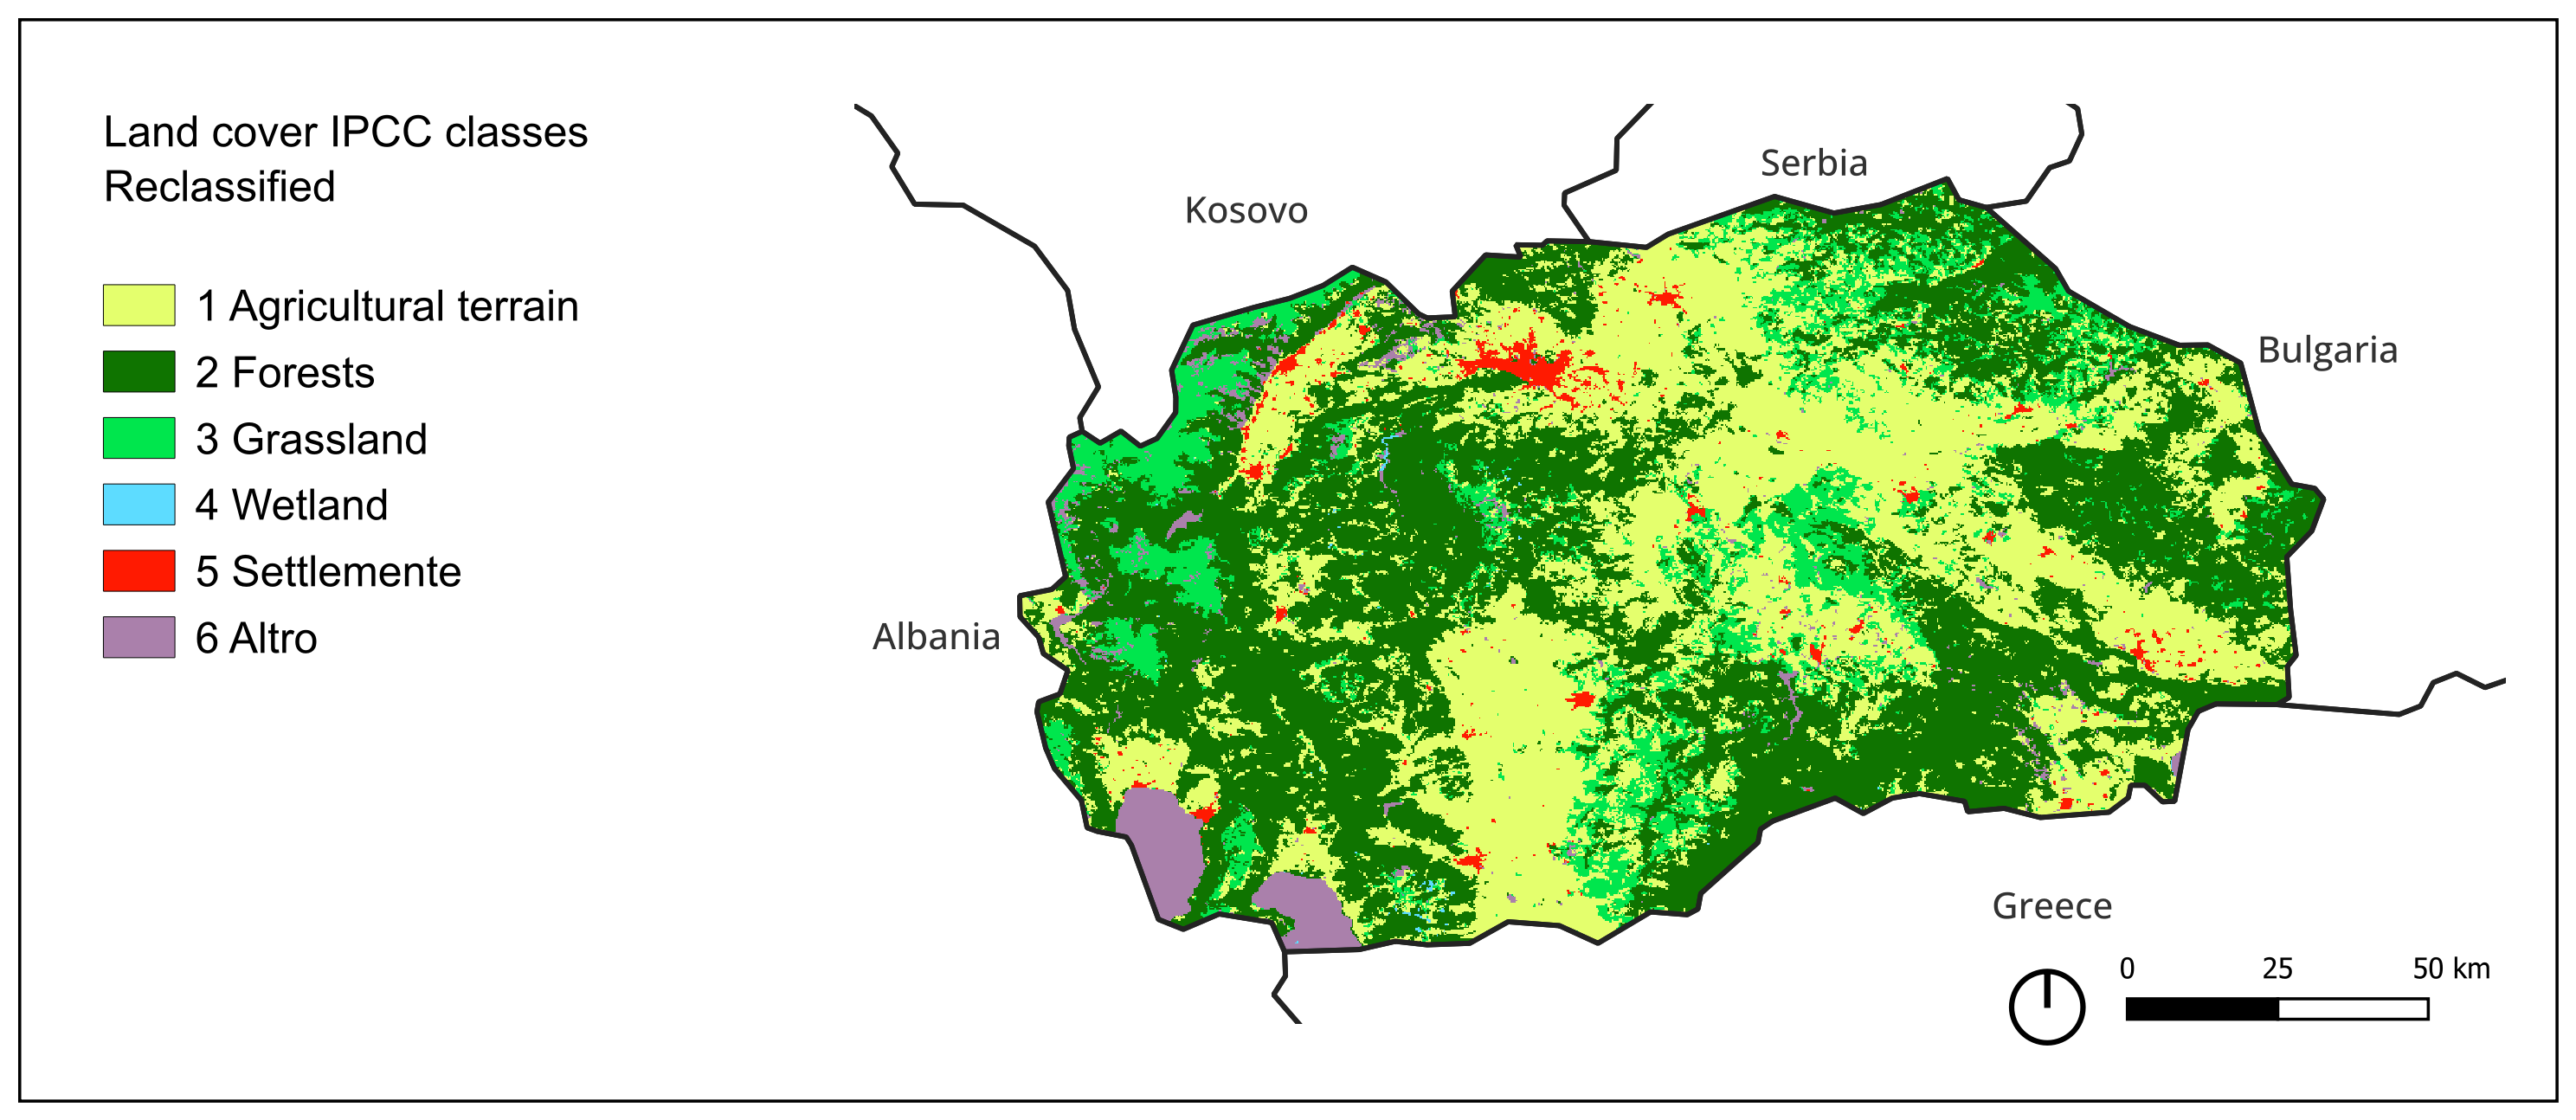 Land cover IPCC classes
Reclassified
1 Agricultural terrain
2 Forests
3 Grassland
4 Wetland
5 Settlemente
6 Altro
Serbia
Kosovo
Bulgaria
Albania
Greece
0 25 50 km